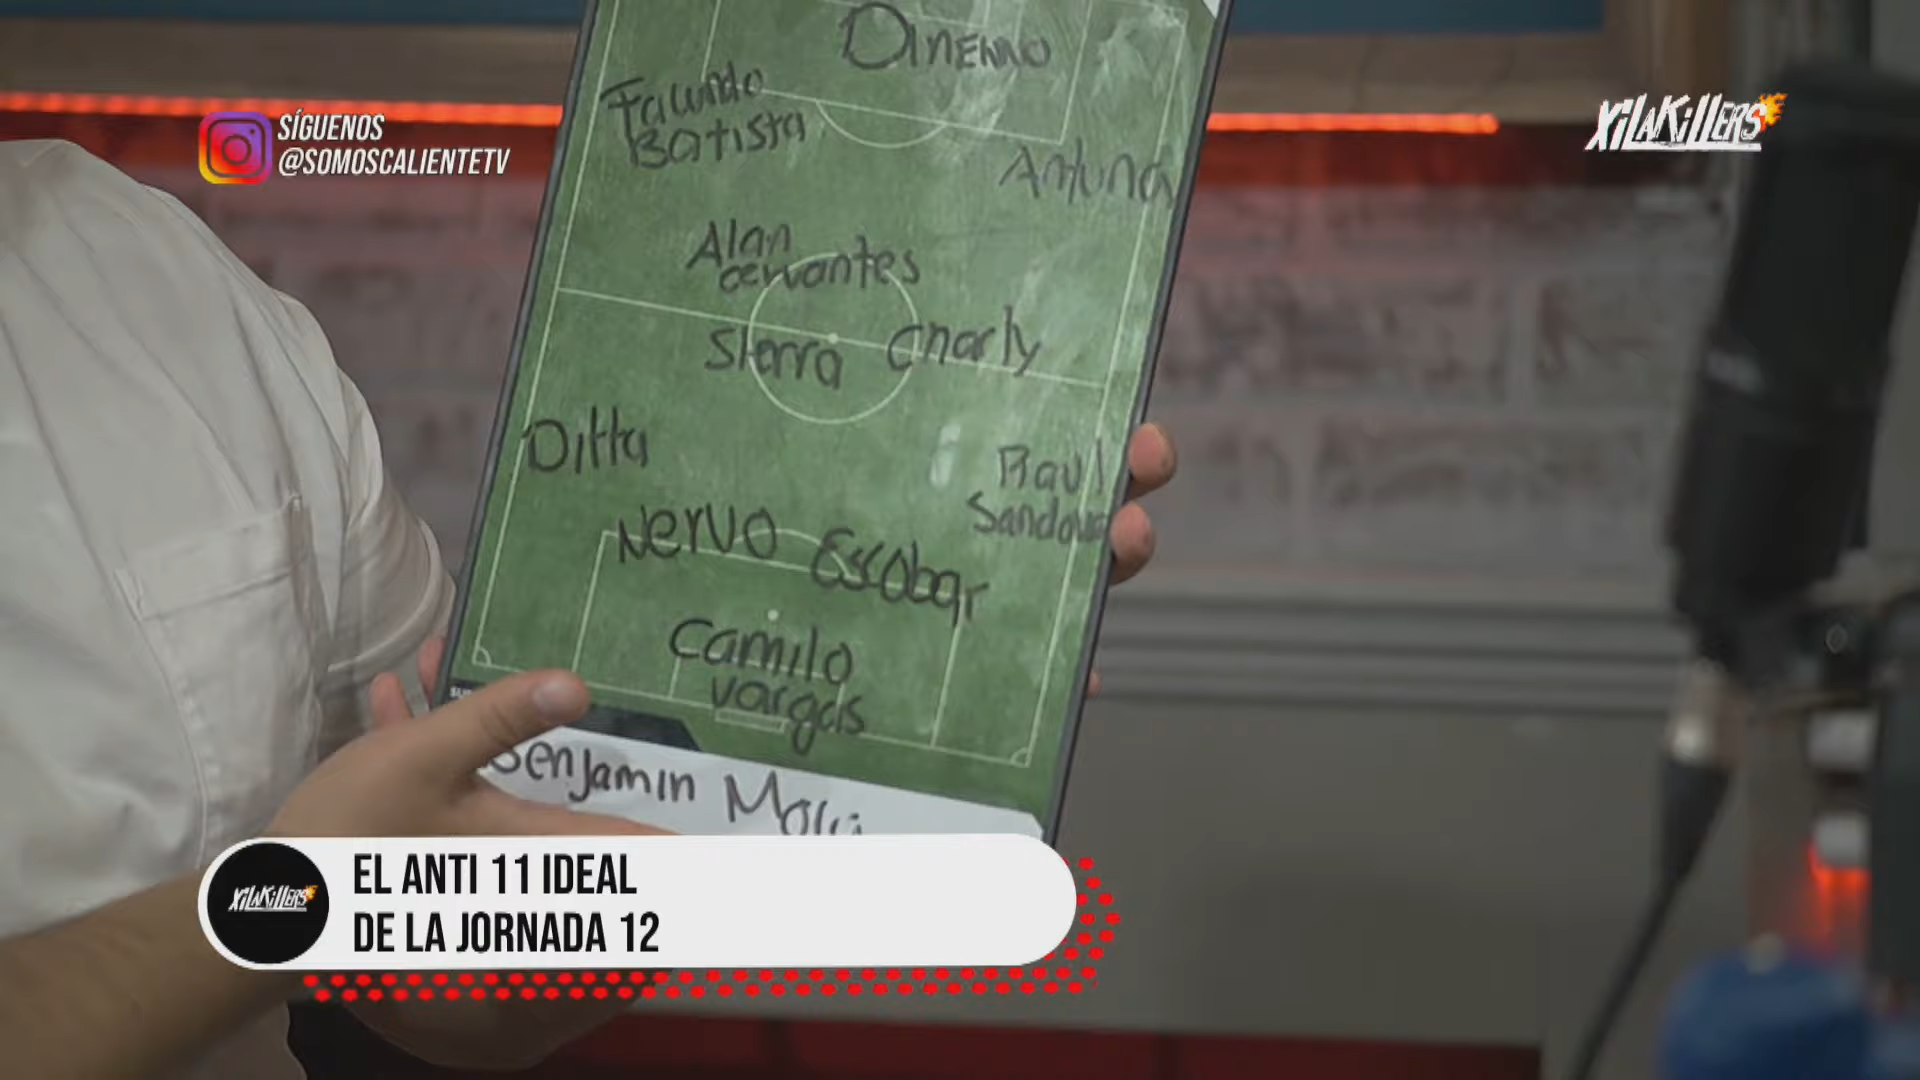 Dinenno
SÍGUENOS
@SOMOSCALIENTETV
XILAKILLERS
Facundo
Batista
Antuna
Alan
cervantes
Sierra
Charly
Ditta
Raul
Sandoval
Nervo
Escobar
Camilo
vargas
Benjamin
XILAKILLERS
EL ANTI 11 IDEAL
DE LA JORNADA 12